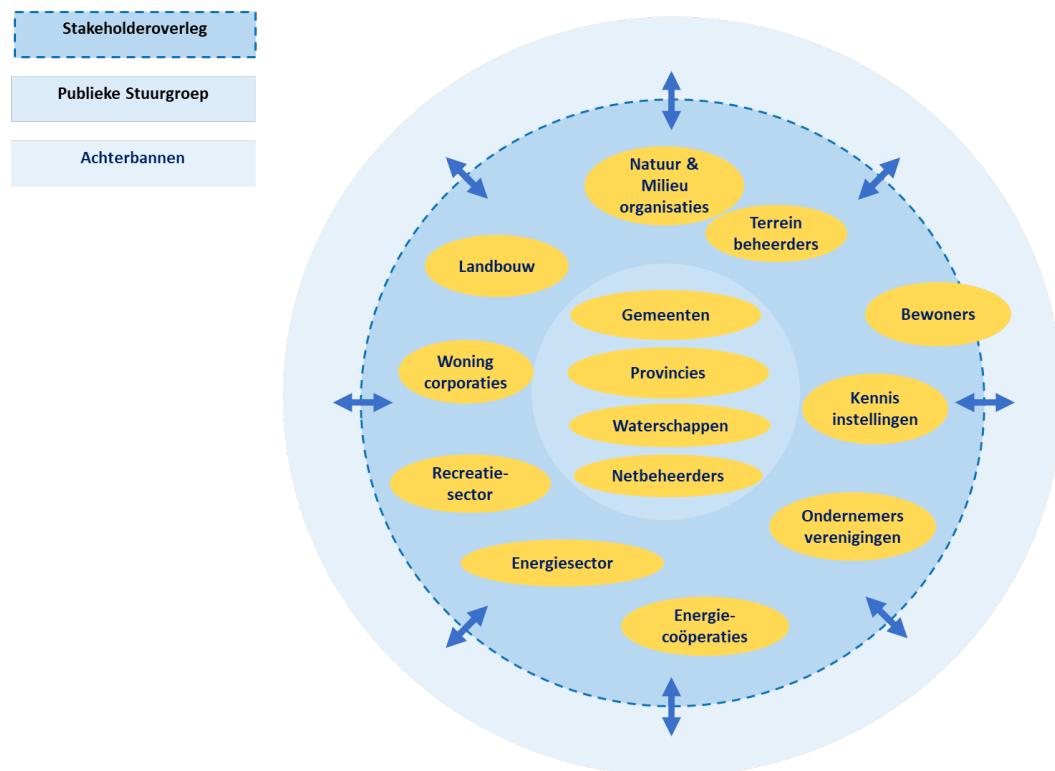 Stakeholderoverleg
Publieke Stuurgroep
Achterbannen
Natuur &
Milieu
organisaties
Terrein
beheerders
Landbouw
Bewoners
Gemeenten
Provincies
Woning
corporaties
Kennis
instellingen
Waterschappen
Netbeheerders
Recreatie-
sector
Ondernemers
verenigingen
Energiesector
Energie-
coöperaties